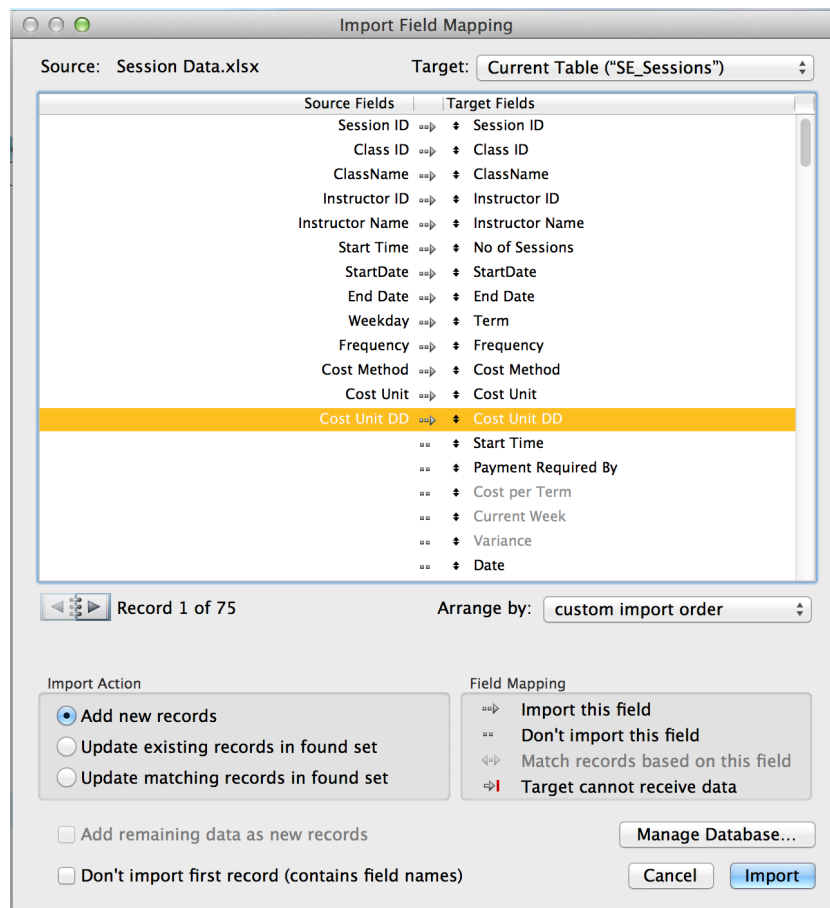 Import Field Mapping
Source: Session Data.xlsx Target: Current Table (“SE_Sessions”)
Source Fields Target Fields
Session ID Session ID
Class ID Class ID
ClassName ClassName
Instructor ID Instructor ID
Instructor Name Instructor Name
Start Time No of Sessions
StartDate StartDate
End Date End Date
Weekday Term
Frequency Frequency
Cost Method Cost Method
Cost Unit Cost Unit
Cost Unit DD Cost Unit DD
Start Time
Payment Required By
Cost per Term
Current Week
Variance
Date
Record 1 of 75 Arrange by: custom import order
Import Action Field Mapping
Add new records Import this field
Update existing records in found set Don't import this field
Match records based on this field
Update matching records in found set Target cannot receive data
Add remaining data as new records Manage Database...
Don't import first record (contains field names) Cancel Import